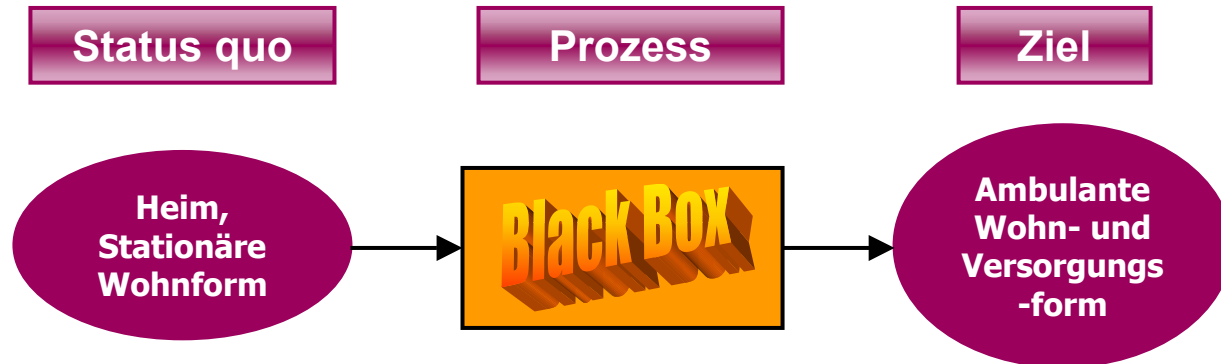 Status quo
Prozess
Ziel
Heim,
Stationäre
Wohnform
Black Box
Ambulante
Wohn- und
Versorgungs
-form